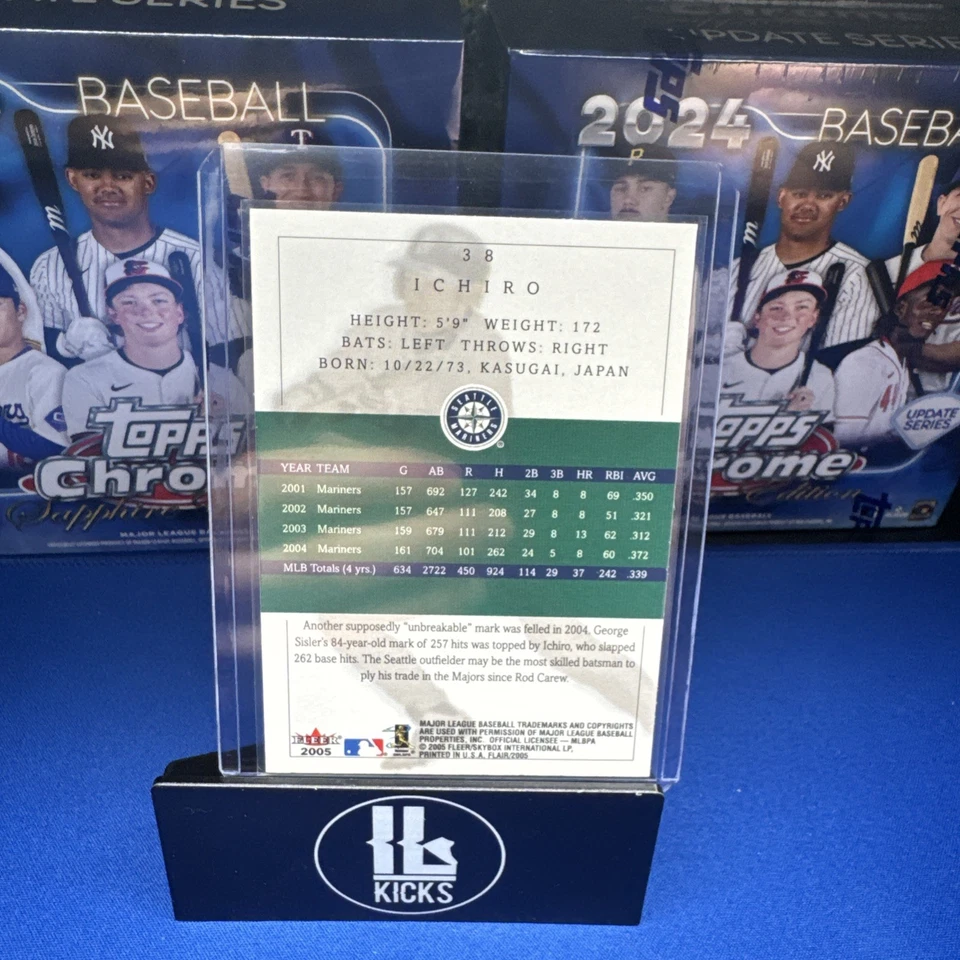 BASEBALL
2024
UPDATE SERIES
BASEBA
Topps
Chrom
Sapphire
MAJOR LEAGUE BASEBALL
opps
rome
Edition
UPDATE
SERIES
38
ICHIRO
HEIGHT: 5'9" WEIGHT: 172
BATS: LEFT THROWS: RIGHT
BORN: 10/22/73, KASUGAI, JAPAN
SEATTLE
MARINERS
YEAR TEAM G AB R H 2B 3B HR RBI AVG
2001 Mariners 157 692 127 242 34 8 8 69 .350
2002 Mariners 157 647 111 208 27 8 8 51 .321
2003 Mariners 159 679 111 212 29 8 13 62 .312
2004 Mariners 161 704 101 262 24 5 8 60 .372
MLB Totals (4 yrs.) 634 2722 450 924 114 29 37 242 .339
Another supposedly "unbreakable" mark was felled in 2004. George
Sisler's 84-year-old mark of 257 hits was topped by Ichiro, who slapped
262 base hits. The Seattle outfielder may be the most skilled batsman to
ply his trade in the Majors since Rod Carew.
FLEER
2005
MAJOR LEAGUE BASEBALL TRADEMARKS AND COPYRIGHTS
ARE USED WITH PERMISSION OF MAJOR LEAGUE BASEBALL
PROPERTIES, INC. OFFICIAL LICENSEE — MLBPA
© 2005 FLEER/SKYBOX INTERNATIONAL LP.
PRINTED IN U.S.A. FLAIR/2005
KICKS